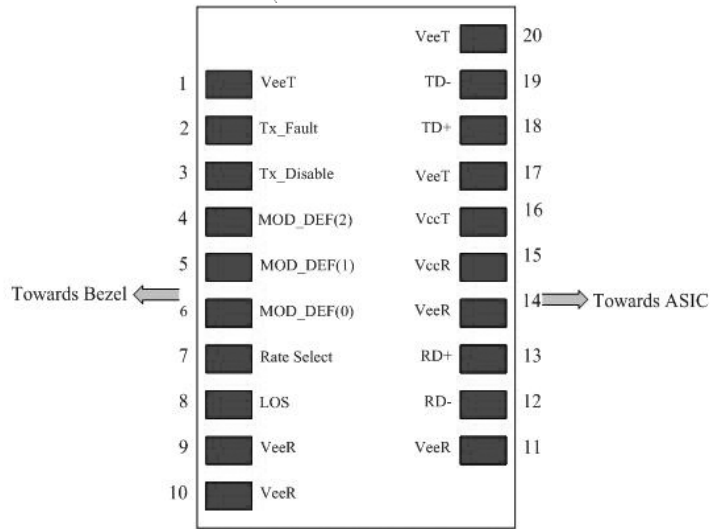 VeeT 20
1 VeeT TD- 19
2 Tx_Fault TD+ 18
3 Tx_Disable VeeT 17
4 MOD_DEF(2) VccT 16
5 MOD_DEF(1) VccR 15
Towards Bezel 6 MOD_DEF(0) VeeR 14 Towards ASIC
7 Rate Select RD+ 13
8 LOS RD- 12
9 VeeR VeeR 11
10 VeeR